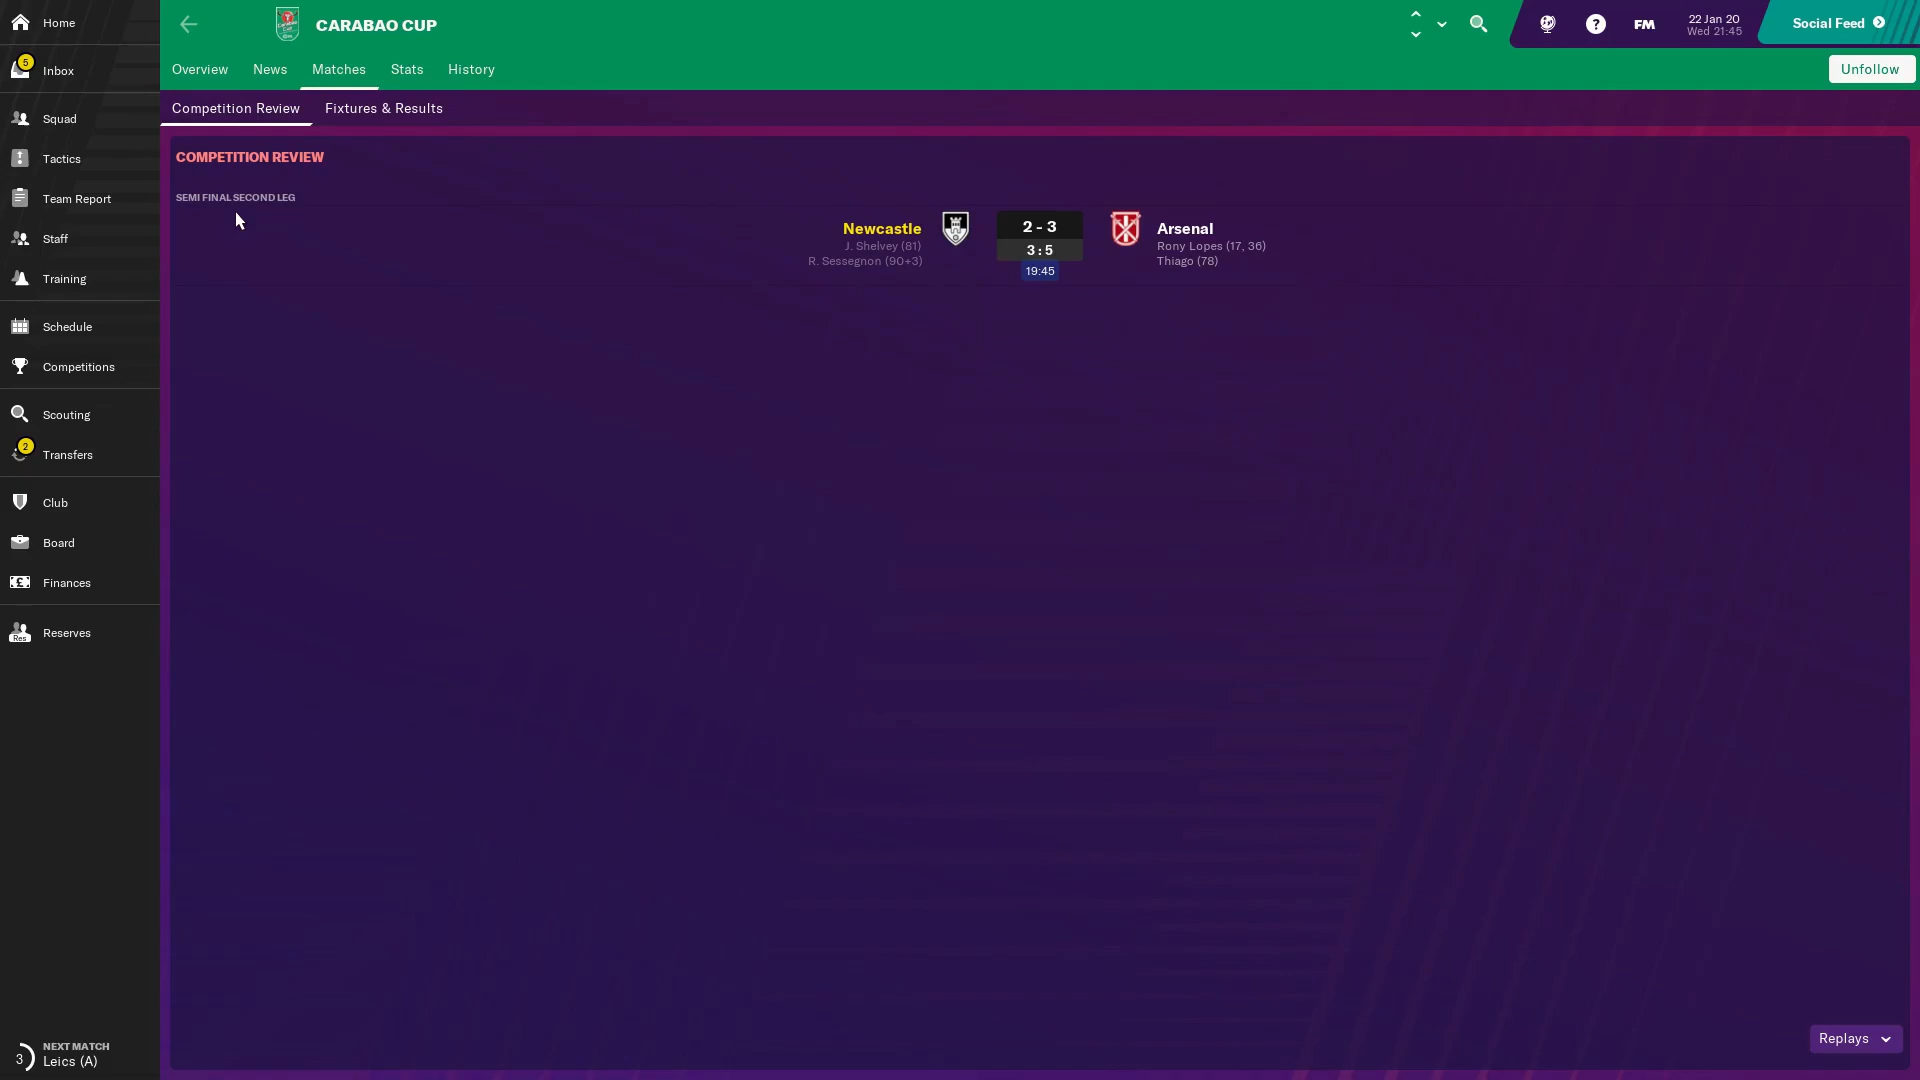 Home
CARABAO CUP
FM
22 Jan 20
Wed 21:45
Social Feed
5
Inbox
Overview
News
Matches
Stats
History
Unfollow
Competition Review
Fixtures & Results
Squad
Tactics
Team Report
Staff
Training
Schedule
Competitions
Scouting
2
Transfers
Club
Board
Finances
Res
Reserves
COMPETITION REVIEW
SEMI FINAL SECOND LEG
Newcastle
2 - 3
Arsenal
J. Shelvey (81)
3 : 5
Rony Lopes (17, 36)
R. Sessegnon (90+3)
Thiago (78)
19:45
Replays
3
NEXT MATCH
Leics (A)